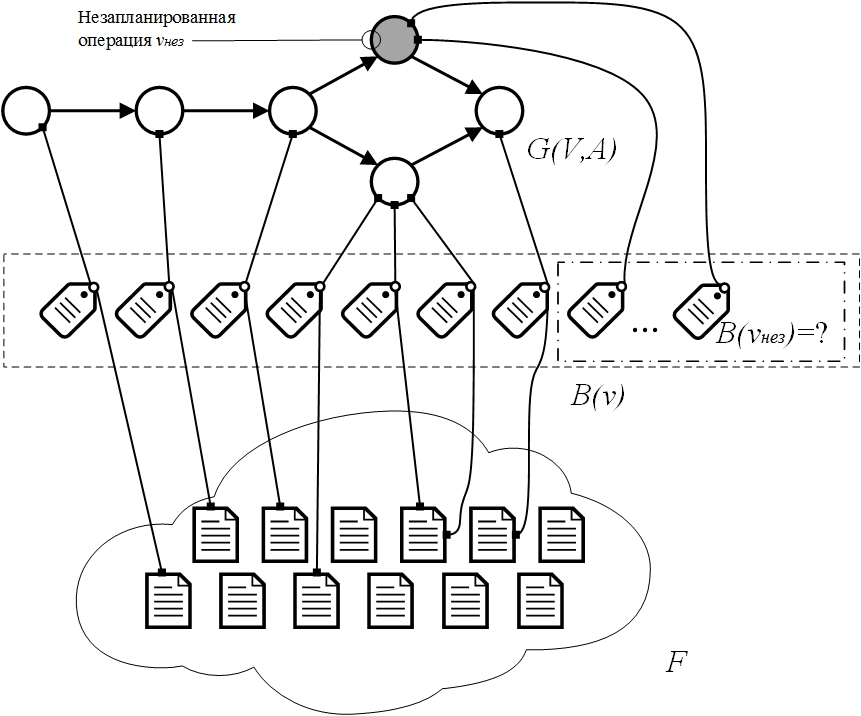 Незапланированная
операция vнез
G(V,A)
...
B(vнез)=?
B(v)
F